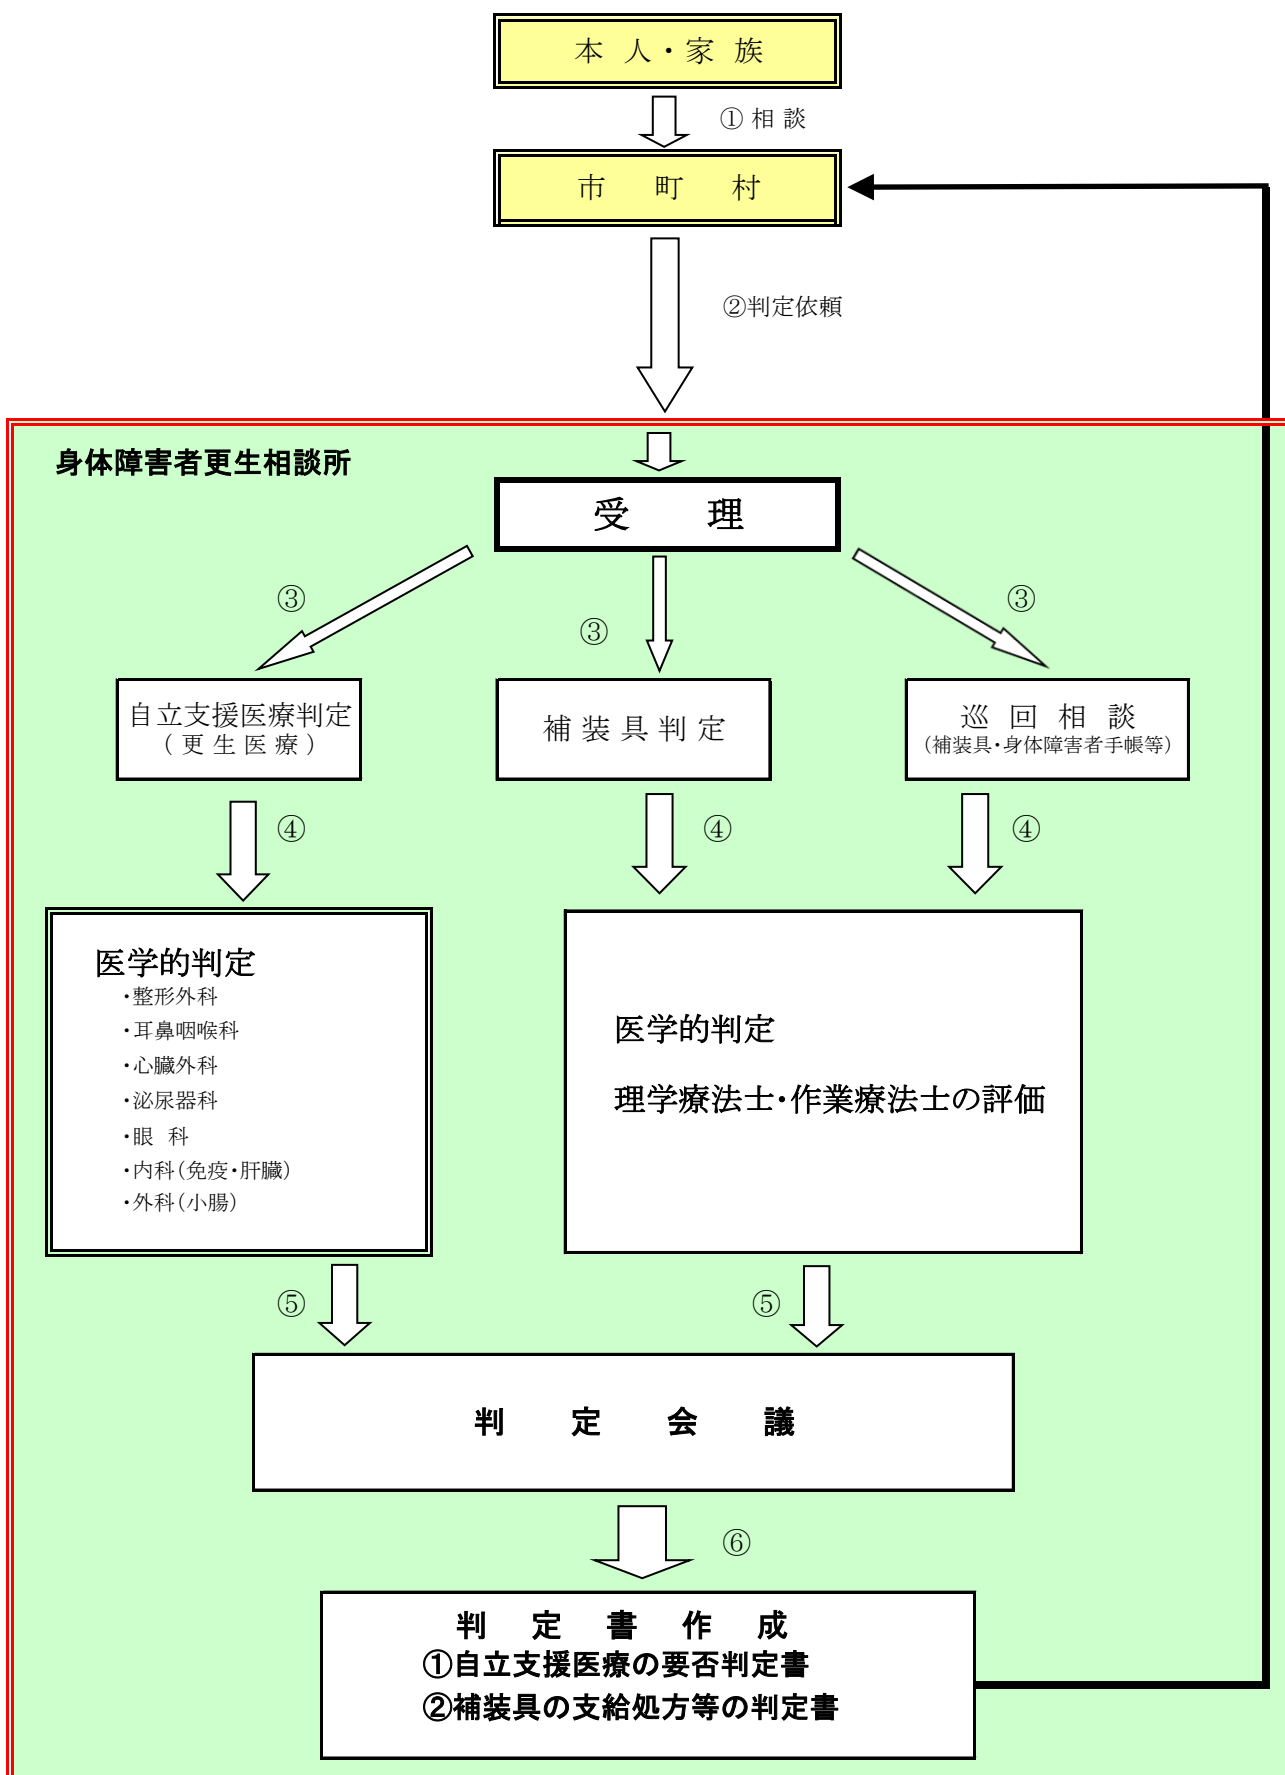 本 人・家 族
①相 談
市 町 村
②判定依頼
身体障害者更生相談所
受 理
③
③
③
自立支援医療判定
（更生医療）
補装具判定
巡 回 相 談
（補装具・身体障害者手帳等）
④
④
④
医学的判定
・整形外科
・耳鼻咽喉科
・心臓外科
・泌尿器科
・眼 科
・内科（免疫・肝臓）
・外科（小腸）
医学的判定
理学療法士・作業療法士の評価
⑤
⑤
判 定 会 議
⑥
判 定 書 作 成
①自立支援医療の要否判定書
②補装具の支給処方等の判定書